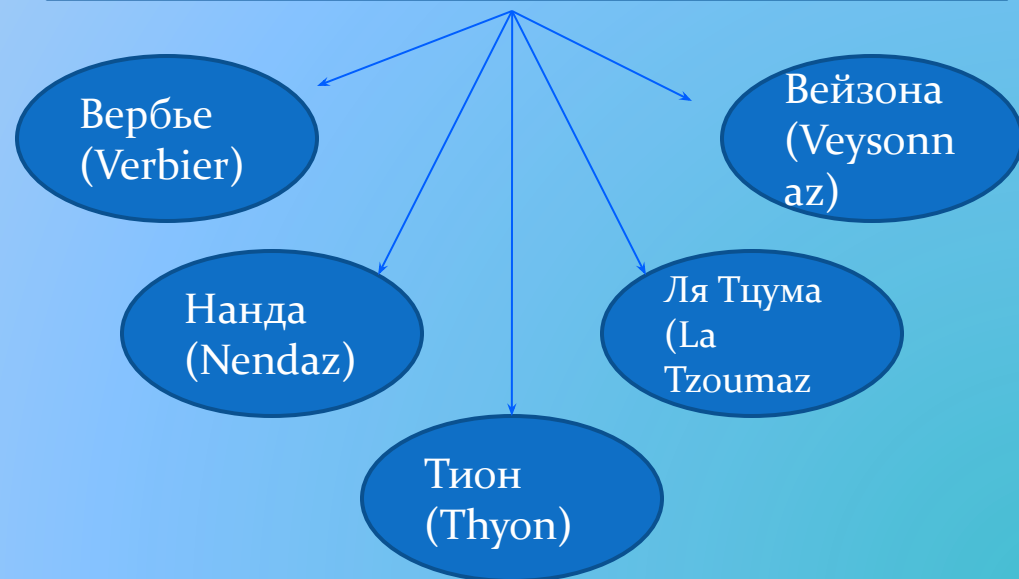 Вербье
(Verbier)
Вейзона
(Veysonn
az)
Нанда
(Nendaz)
Ля Тцума
(La
Tzoumaz
Тион
(Thyon)